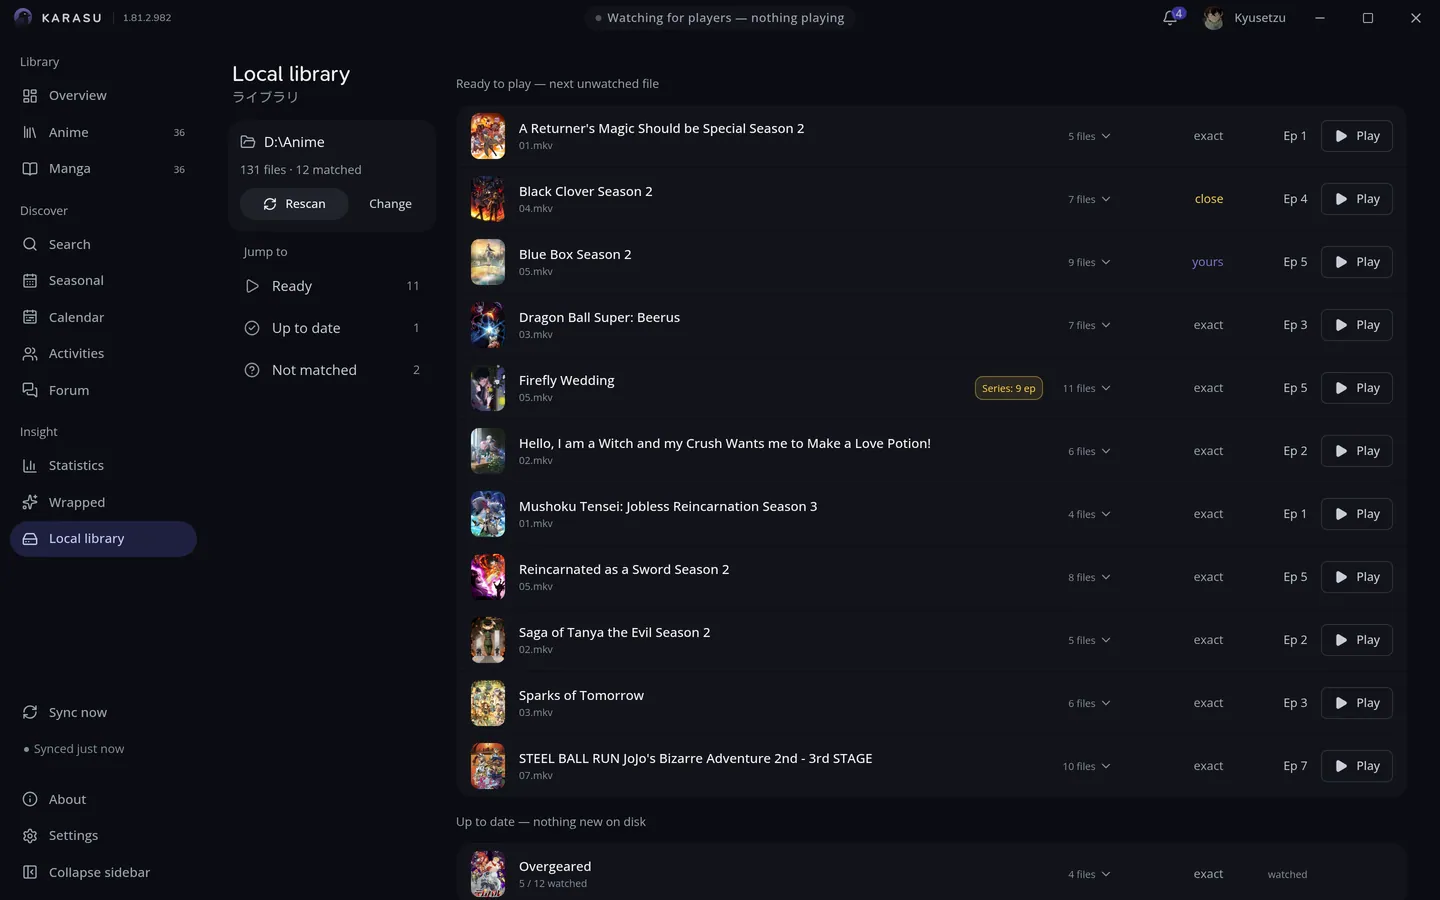 KARASU 1.81.2.982
Watching for players — nothing playing
4
Kyusetzu
Library
Overview
Anime 36
Manga 36
Discover
Search
Seasonal
Calendar
Activities
Forum
Insight
Statistics
Wrapped
Local library
Sync now
Synced just now
About
Settings
Collapse sidebar
Local library
ライブラリ
D:\Anime
131 files · 12 matched
Rescan Change
Jump to
Ready 11
Up to date 1
Not matched 2
Ready to play — next unwatched file
A Returner's Magic Should be Special Season 2
01.mkv
5 files exact Ep 1 Play
Black Clover Season 2
04.mkv
7 files close Ep 4 Play
Blue Box Season 2
05.mkv
9 files yours Ep 5 Play
Dragon Ball Super: Beerus
03.mkv
7 files exact Ep 3 Play
Firefly Wedding
05.mkv
Series: 9 ep 11 files exact Ep 5 Play
Hello, I am a Witch and my Crush Wants me to Make a Love Potion!
02.mkv
6 files exact Ep 2 Play
Mushoku Tensei: Jobless Reincarnation Season 3
01.mkv
4 files exact Ep 1 Play
Reincarnated as a Sword Season 2
05.mkv
8 files exact Ep 5 Play
Saga of Tanya the Evil Season 2
02.mkv
5 files exact Ep 2 Play
Sparks of Tomorrow
03.mkv
6 files exact Ep 3 Play
STEEL BALL RUN JoJo's Bizarre Adventure 2nd - 3rd STAGE
07.mkv
10 files exact Ep 7 Play
Up to date — nothing new on disk
Overgeared
5 / 12 watched
4 files exact watched